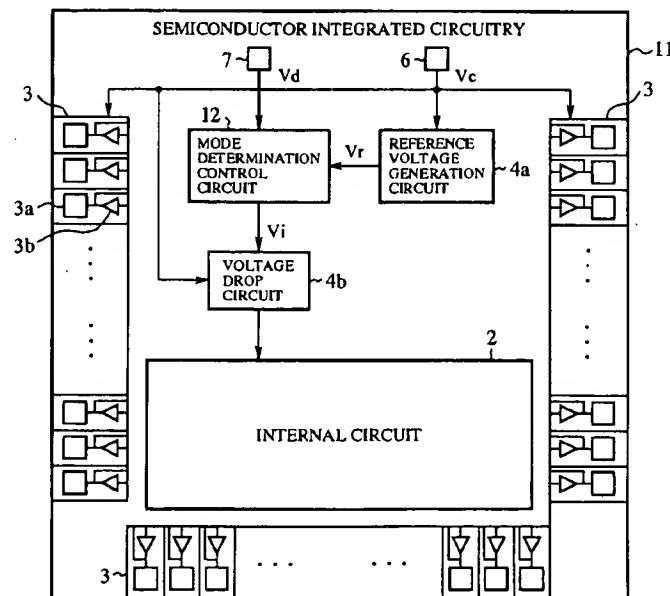 SEMICONDUCTOR INTEGRATED CIRCUITRY
11
7
Vd
6
Vc
3
3
12
MODE
DETERMINATION
CONTROL
CIRCUIT
Vr
REFERENCE
VOLTAGE
GENERATION
CIRCUIT
4a
3a
3b
Vi
VOLTAGE
DROP
CIRCUIT
4b
2
INTERNAL CIRCUIT
3